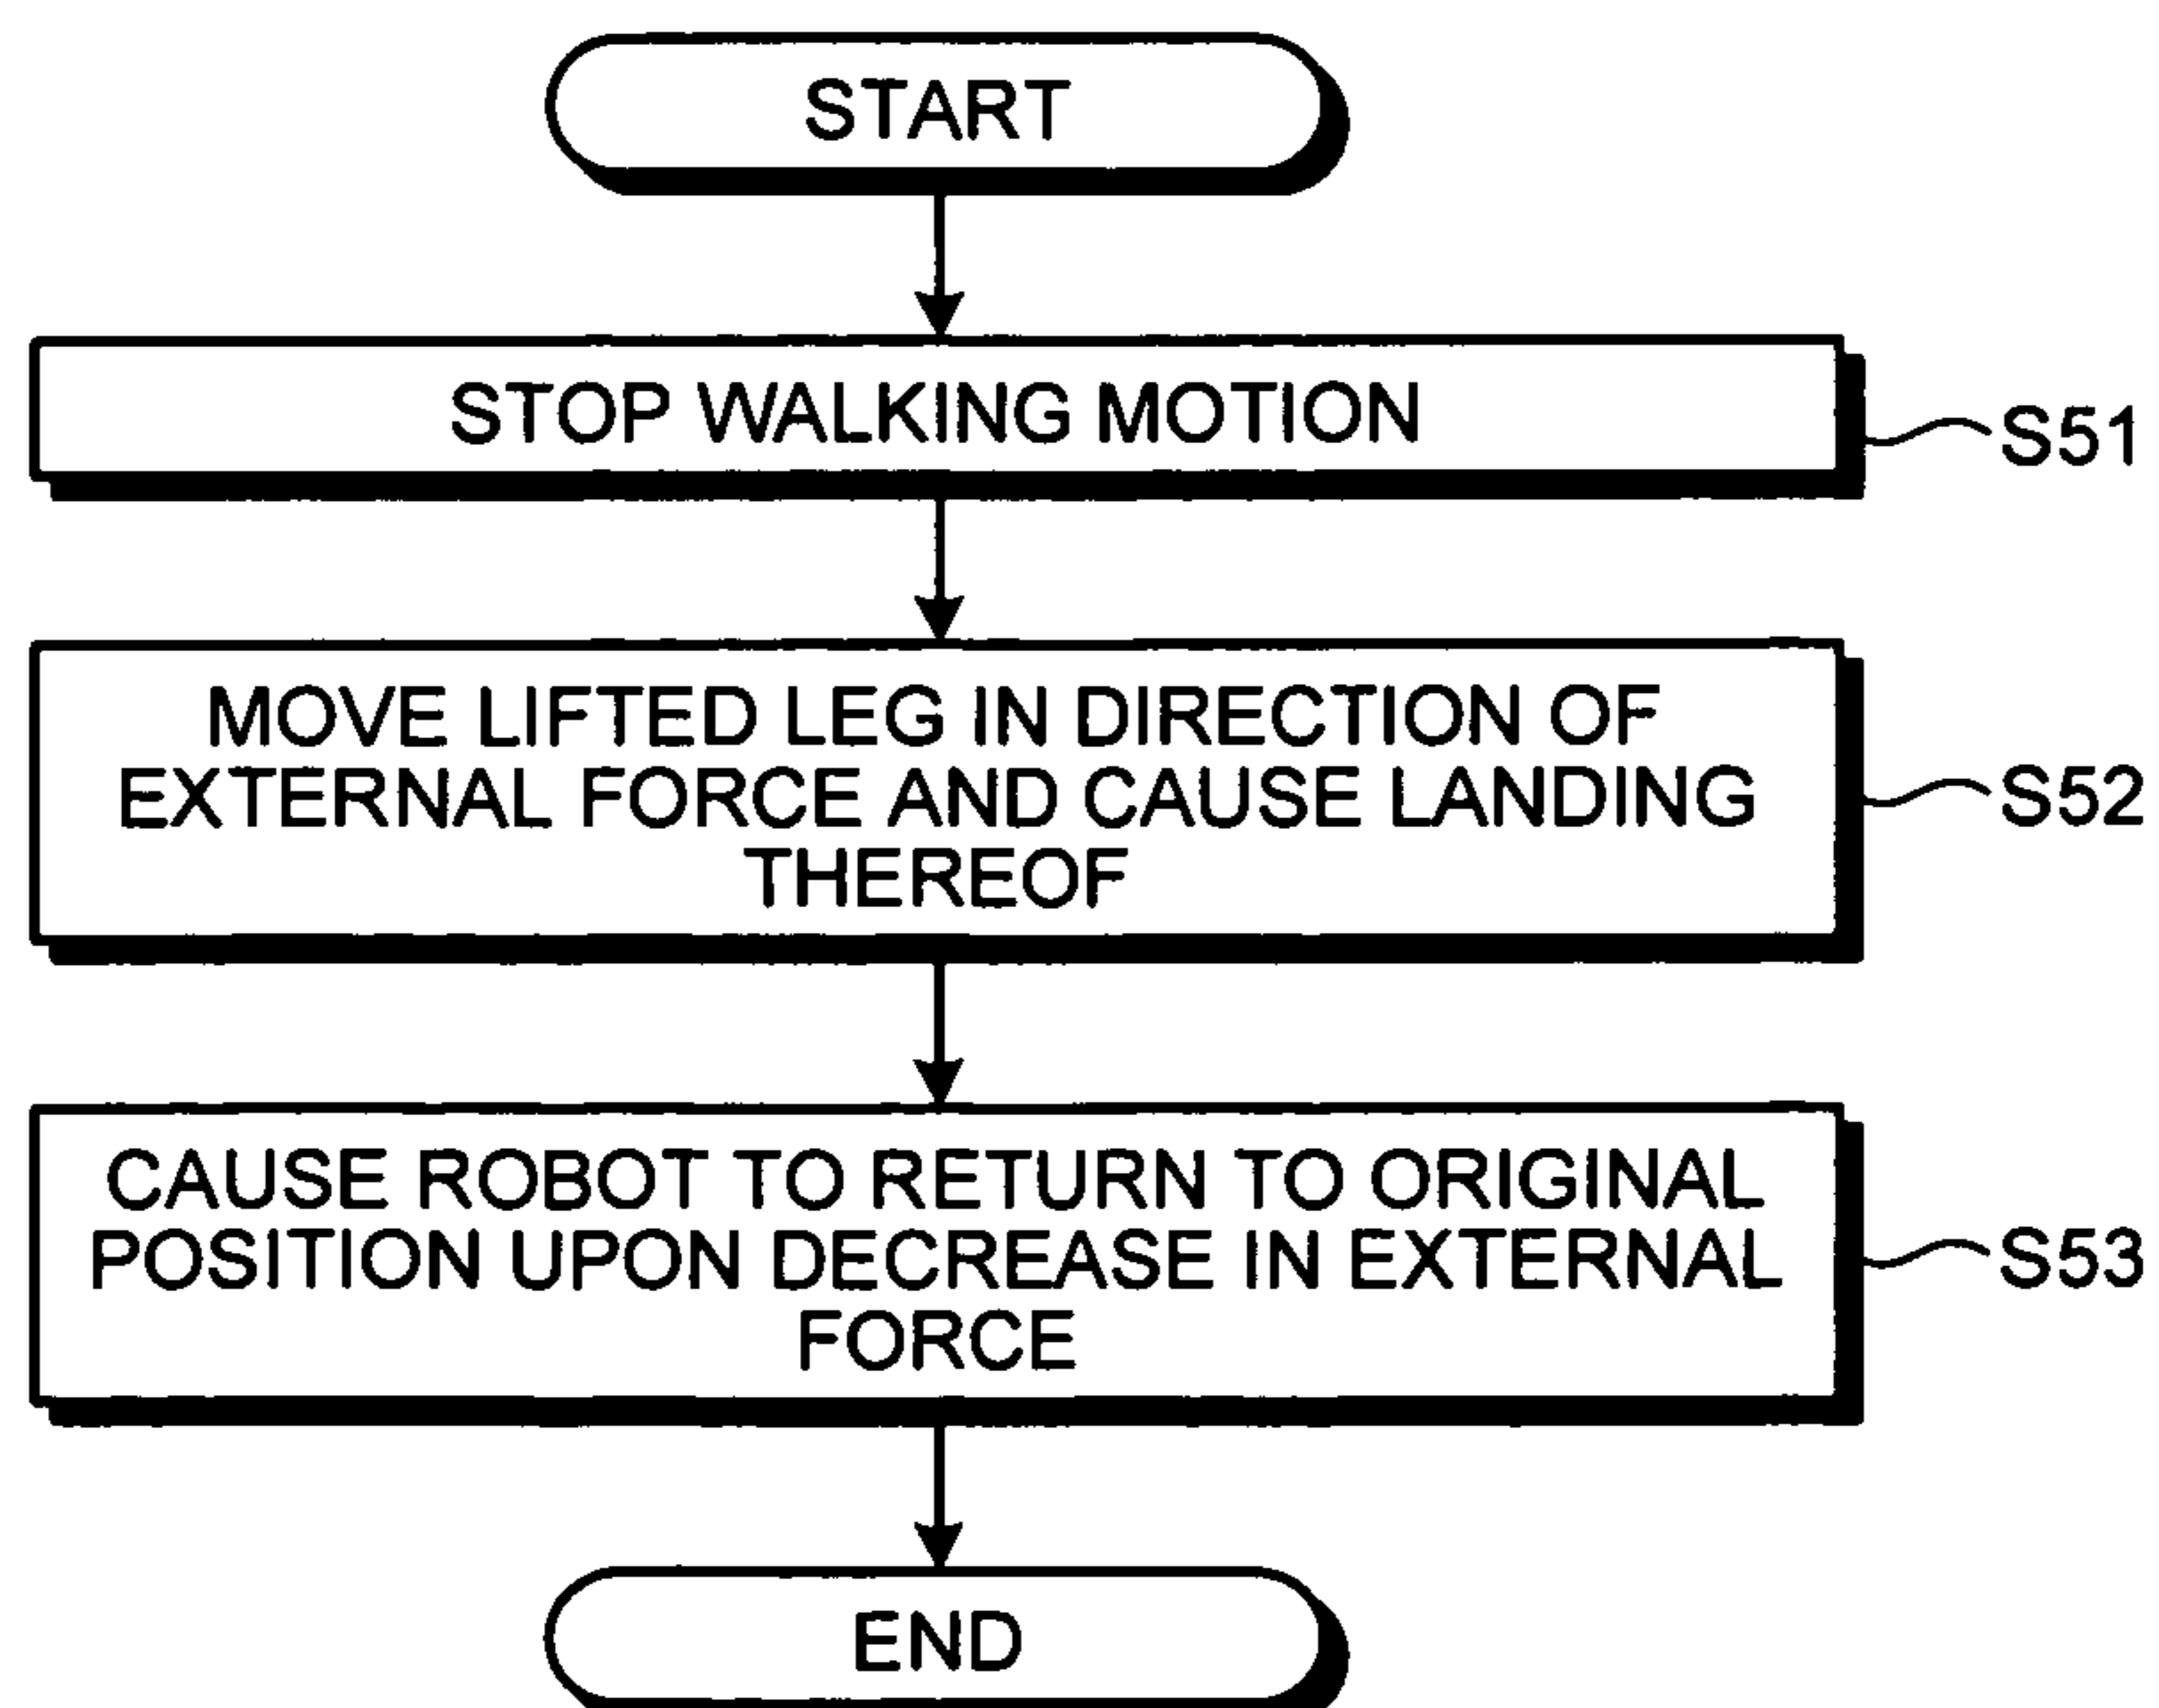 START
STOP WALKING MOTION
S51
MOVE LIFTED LEG IN DIRECTION OF
EXTERNAL FORCE AND CAUSE LANDING
THEREOF
S52
CAUSE ROBOT TO RETURN TO ORIGINAL
POSITION UPON DECREASE IN EXTERNAL
FORCE
S53
END